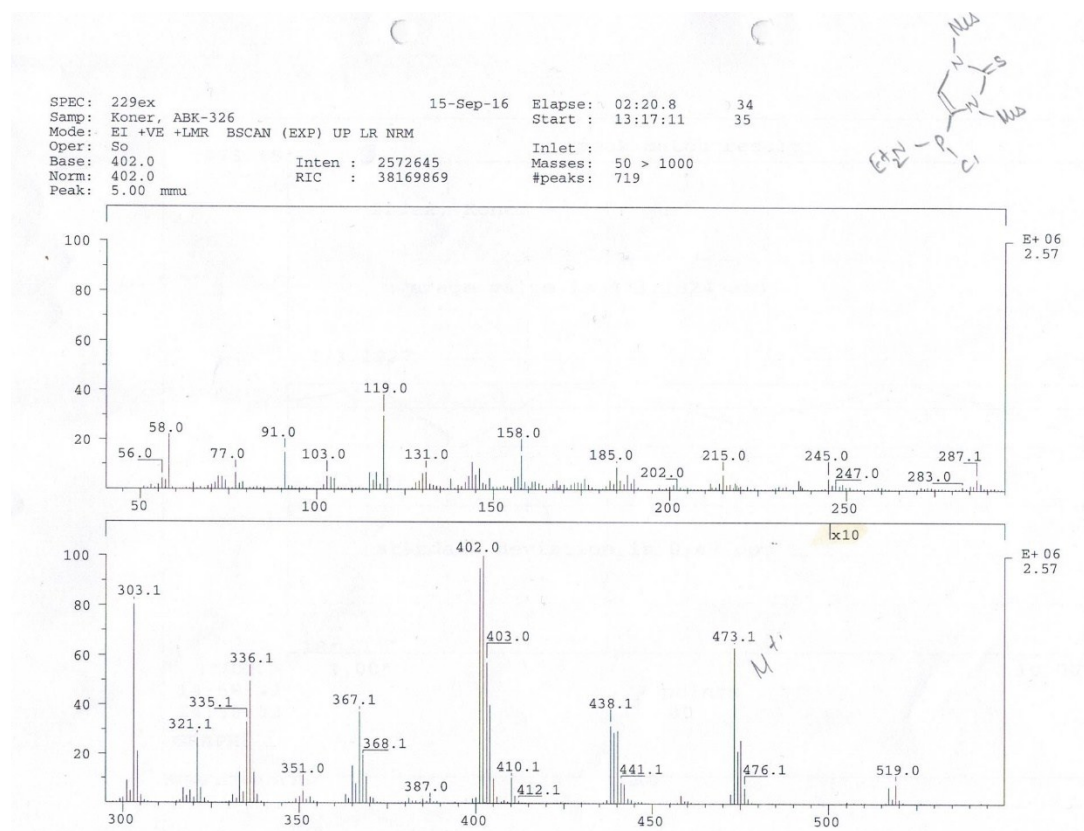 Mes
N
S
N
Mes
Et2N-P
Cl
SPEC: 229ex 15-Sep-16 Elapse: 02:20.8 34
Samp: Koner, ABK-326 Start : 13:17:11 35
Mode: EI +VE +LMR BSCAN (EXP) UP LR NRM
Oper: So Inlet :
Base: 402.0 Inten : 2572645 Masses: 50 > 1000
Norm: 402.0 RIC : 38169869 #peaks: 719
Peak: 5.00 mmu
100 E+ 06
2.57
80
60
40
20
56.0 58.0 77.0 91.0 103.0 119.0 131.0 158.0 185.0 202.0 215.0 245.0 247.0 283.0 287.1
50 100 150 200 250
x10
100 E+ 06
2.57
80
60
40
20
303.1 321.1 335.1 336.1 351.0 367.1 368.1 387.0 402.0 403.0 410.1 412.1 438.1 441.1 473.1 M+· 476.1 519.0
300 350 400 450 500